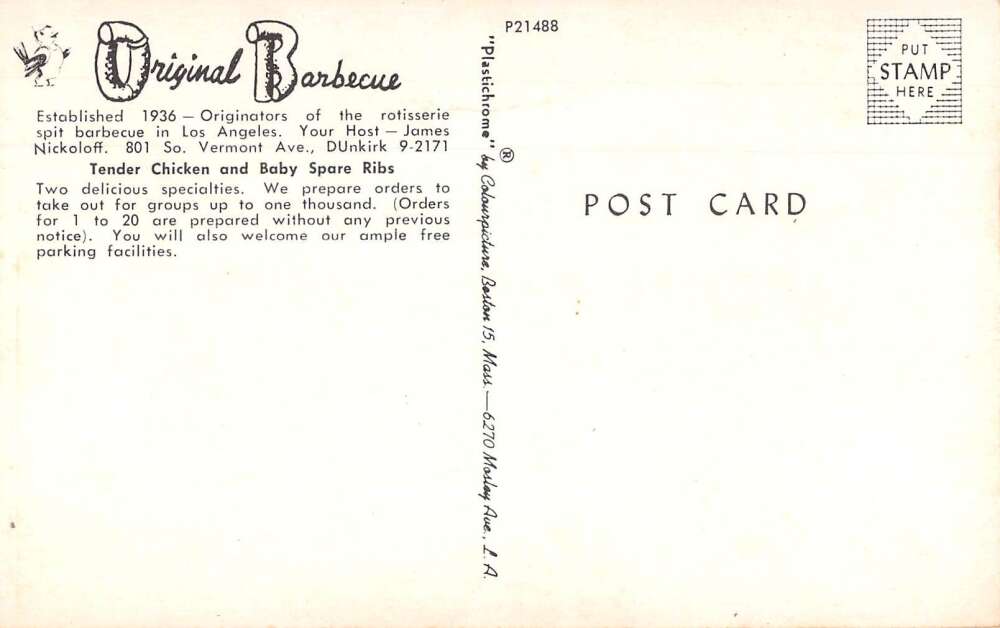 Original Barbecue
Established 1936 — Originators of the rotisserie
spit barbecue in Los Angeles. Your Host — James
Nickoloff. 801 So. Vermont Ave., DUnkirk 9-2171
Tender Chicken and Baby Spare Ribs
Two delicious specialties. We prepare orders to
take out for groups up to one thousand. (Orders
for 1 to 20 are prepared without any previous
notice). You will also welcome our ample free
parking facilities.
P21488
"Plastichrome" ® by Colourpicture, Boston 15, Mass. — 6270 Mosley Ave., L.A.
PUT
STAMP
HERE
POST CARD